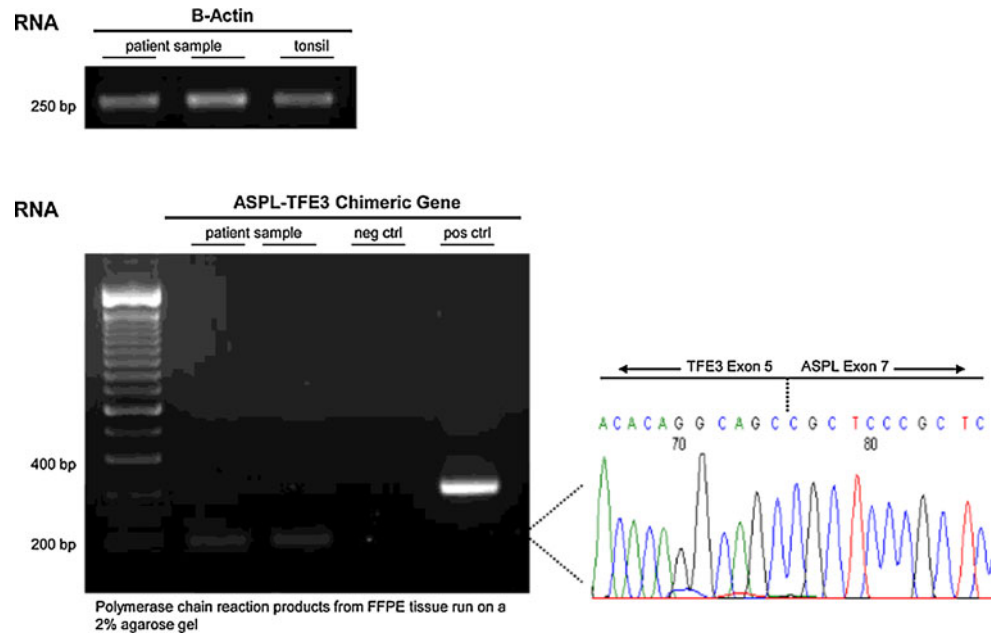 RNA
B-Actin
patient sample
tonsil
250 bp
RNA
ASPL-TFE3 Chimeric Gene
patient sample
neg ctrl
pos ctrl
400 bp
200 bp
TFE3 Exon 5
ASPL Exon 7
A C A C A G G C A G C C G C T C C C G C T C
70
80
Polymerase chain reaction products from FFPE tissue run on a
2% agarose gel